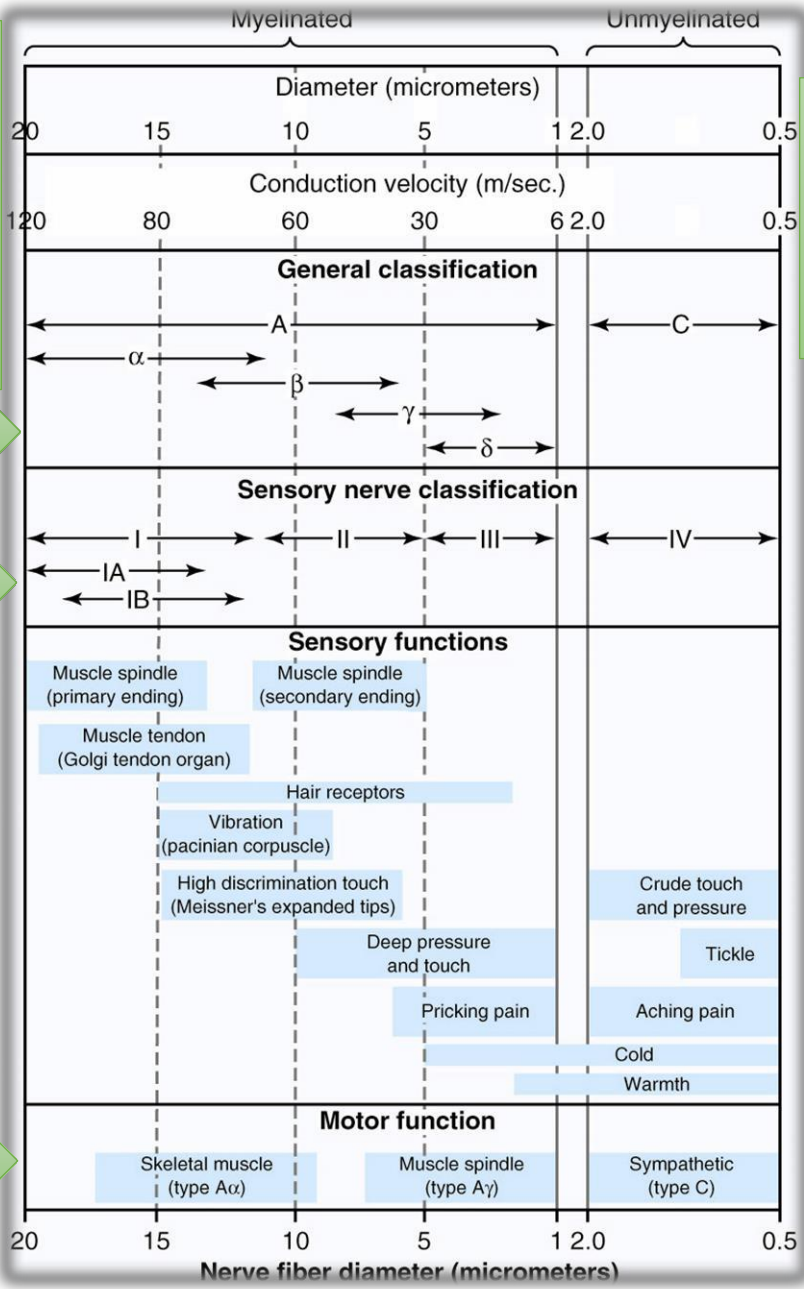 Myelinated Unmyelinated
Diameter (micrometers)
20 15 10 5 1 2.0 0.5
Conduction velocity (m/sec.)
120 80 60 30 6 2.0 0.5
General classification
A C
α
β
γ
δ
Sensory nerve classification
I II III IV
IA
IB
Sensory functions
Muscle spindle
(primary ending)
Muscle spindle
(secondary ending)
Muscle tendon
(Golgi tendon organ)
Hair receptors
Vibration
(pacinian corpuscle)
High discrimination touch
(Meissner's expanded tips)
Crude touch
and pressure
Deep pressure
and touch
Tickle
Pricking pain
Aching pain
Cold
Warmth
Motor function
Skeletal muscle
(type Aα)
Muscle spindle
(type Aγ)
Sympathetic
(type C)
20 15 10 5 1 2.0 0.5
Nerve fiber diameter (micrometers)